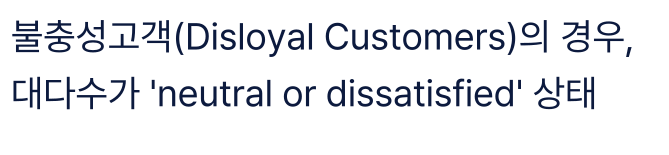 불충성고객(Disloyal Customers)의 경우,
대다수가 'neutral or dissatisfied' 상태